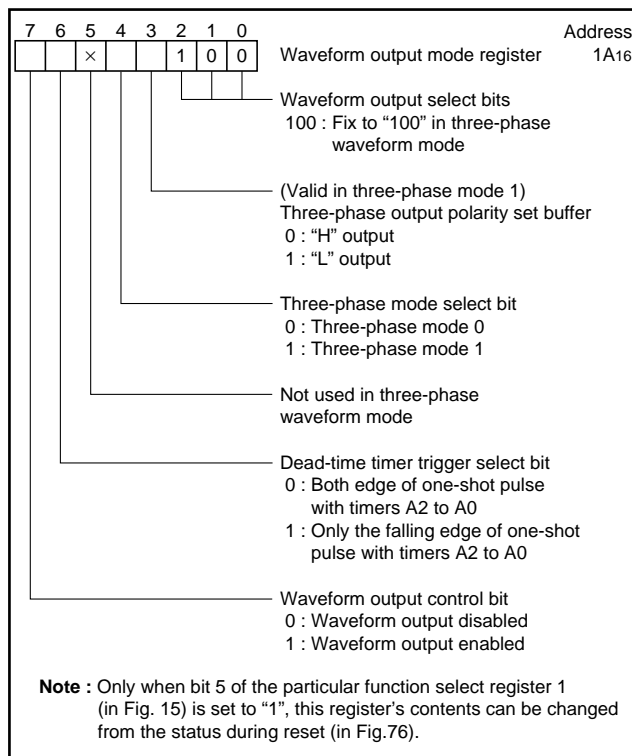 7 6 5 4 3 2 1 0 Address
× 1 0 0 Waveform output mode register 1A16
Waveform output select bits
100 : Fix to “100” in three-phase
waveform mode
(Valid in three-phase mode 1)
Three-phase output polarity set buffer
0 : “H” output
1 : “L” output
Three-phase mode select bit
0 : Three-phase mode 0
1 : Three-phase mode 1
Not used in three-phase
waveform mode
Dead-time timer trigger select bit
0 : Both edge of one-shot pulse
with timers A2 to A0
1 : Only the falling edge of one-shot
pulse with timers A2 to A0
Waveform output control bit
0 : Waveform output disabled
1 : Waveform output enabled
Note : Only when bit 5 of the particular function select register 1
(in Fig. 15) is set to “1”, this register’s contents can be changed
from the status during reset (in Fig.76).